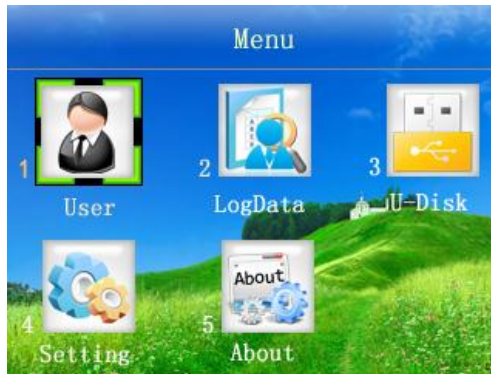 Menu
1 User
2 LogData
3 U-Disk
4 Setting
5 About
About